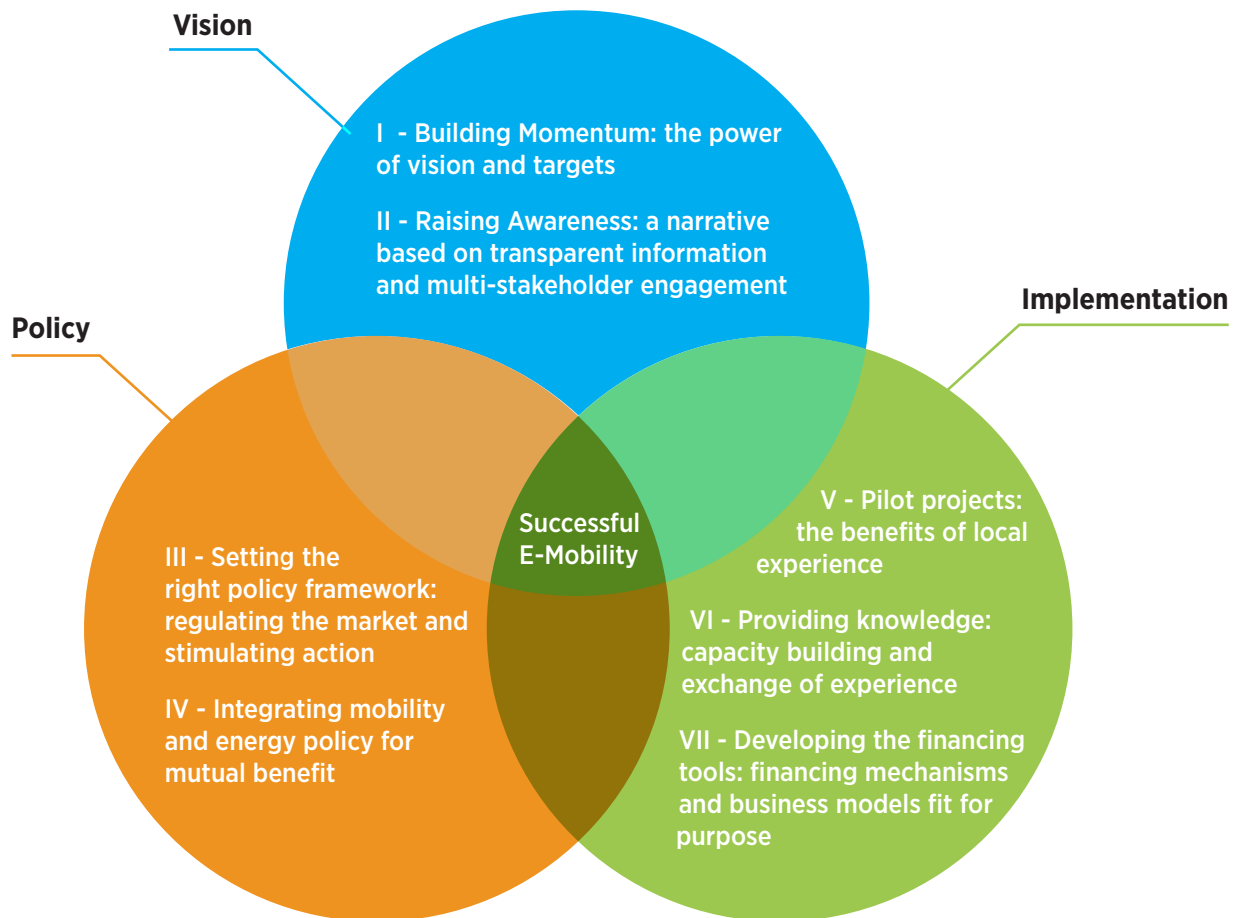 Vision
I - Building Momentum: the power
of vision and targets
II - Raising Awareness: a narrative
based on transparent information
and multi-stakeholder engagement
Implementation
Policy
Successful
E-Mobility
III - Setting the
right policy framework:
regulating the market and
stimulating action
IV - Integrating mobility
and energy policy for
mutual benefit
V - Pilot projects:
the benefits of local
experience
VI - Providing knowledge:
capacity building and
exchange of experience
VII - Developing the financing
tools: financing mechanisms
and business models fit for
purpose